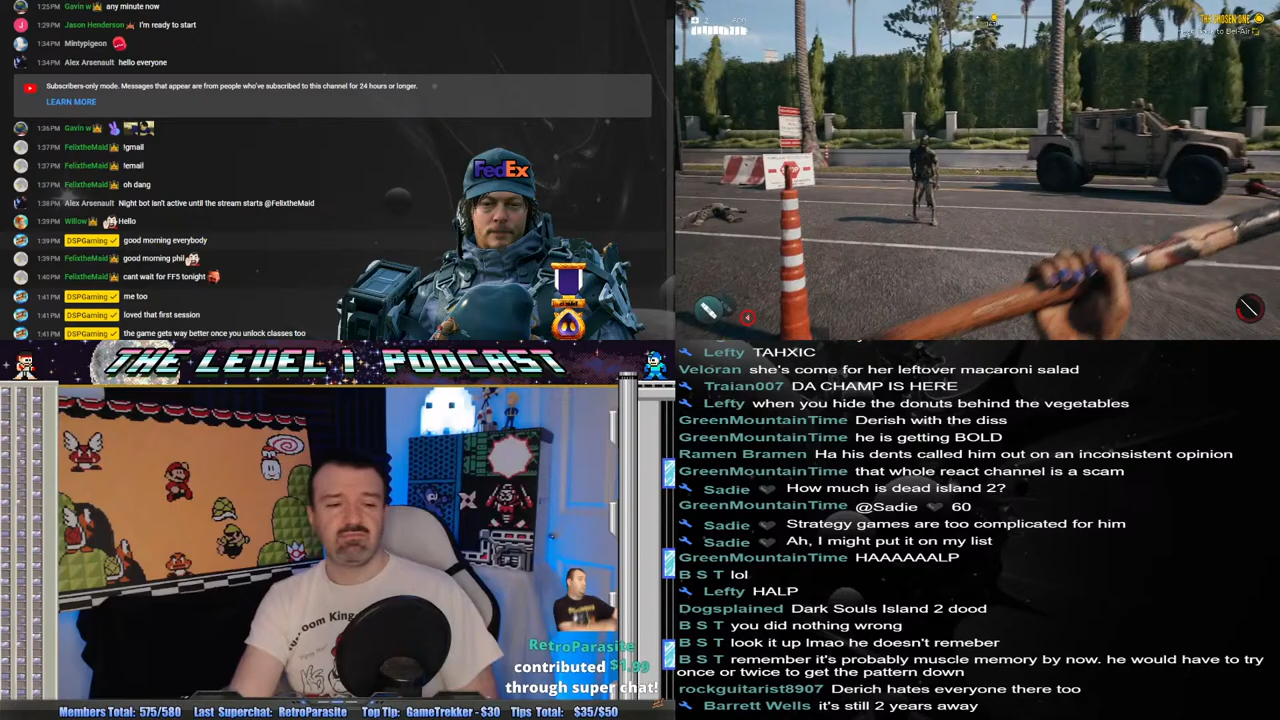 1:25PM Gavin w any minute now
1:29PM Jason Henderson I'm ready to start
1:34PM Mintypigeon
1:34PM Alex Arsenault hello everyone
Subscribers-only mode. Messages that appear are from people who've subscribed to this channel for 24 hours or longer.
LEARN MORE
1:36PM Gavin w
1:37PM FelixtheMaid !gmail
1:37PM FelixtheMaid !email
1:37PM FelixtheMaid oh dang
1:38PM Alex Arsenault Night bot isn't active until the stream starts @FelixtheMaid
1:39PM Willow Hello
1:39PM DSPGaming good morning everybody
1:39PM FelixtheMaid good morning phil
1:40PM FelixtheMaid cant wait for FF5 tonight
1:41PM DSPGaming me too
1:41PM DSPGaming loved that first session
1:41PM DSPGaming the game gets way better once you unlock classes too
FedEx
THE CHOSEN ONE
STOP
THE LEVEL 1 PODCAST
Lefty TAHXIC
Veloran she's come for her leftover macaroni salad
Traian007 DA CHAMP IS HERE
Lefty when you hide the donuts behind the vegetables
GreenMountainTime Derish with the diss
GreenMountainTime he is getting BOLD
Ramen Bramen Ha his dents called him out on an inconsistent opinion
GreenMountainTime that whole react channel is a scam
Sadie How much is dead island 2?
GreenMountainTime @Sadie 60
Sadie Strategy games are too complicated for him
Sadie Ah, I might put it on my list
GreenMountainTime HAAAAAALP
B S T lol
Lefty HALP
Dogsplained Dark Souls Island 2 dood
B S T you did nothing wrong
B S T look it up lmao he doesn't remeber
B S T remember it's probably muscle memory by now. he would have to try
once or twice to get the pattern down
rockguitarist8907 Derich hates everyone there too
Barrett Wells it's still 2 years away
RetroParasite
contributed $1.99
through super chat!
Members Total: 575/580 Last Superchat: RetroParasite Top Tip: GameTrekker - $30 Tips Total: $35/$50